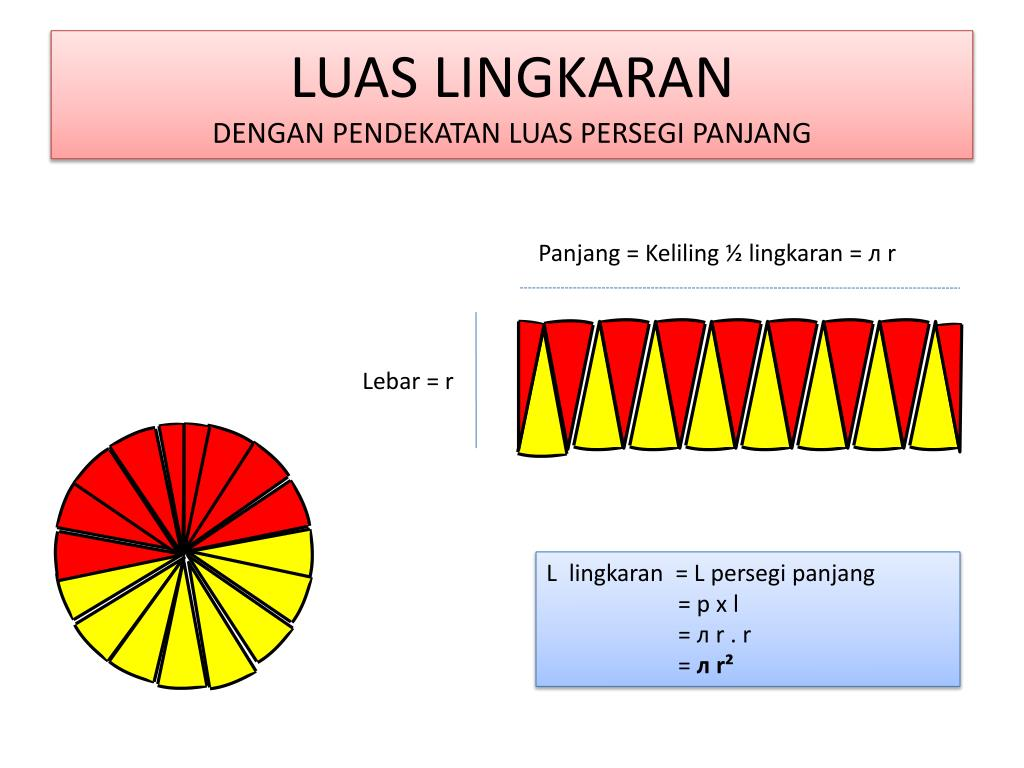 LUAS LINGKARAN
DENGAN PENDEKATAN LUAS PERSEGI PANJANG
Panjang = Keliling ½ lingkaran = л r
Lebar = r
L lingkaran = L persegi panjang
= p x l
= л r . r
= л r²